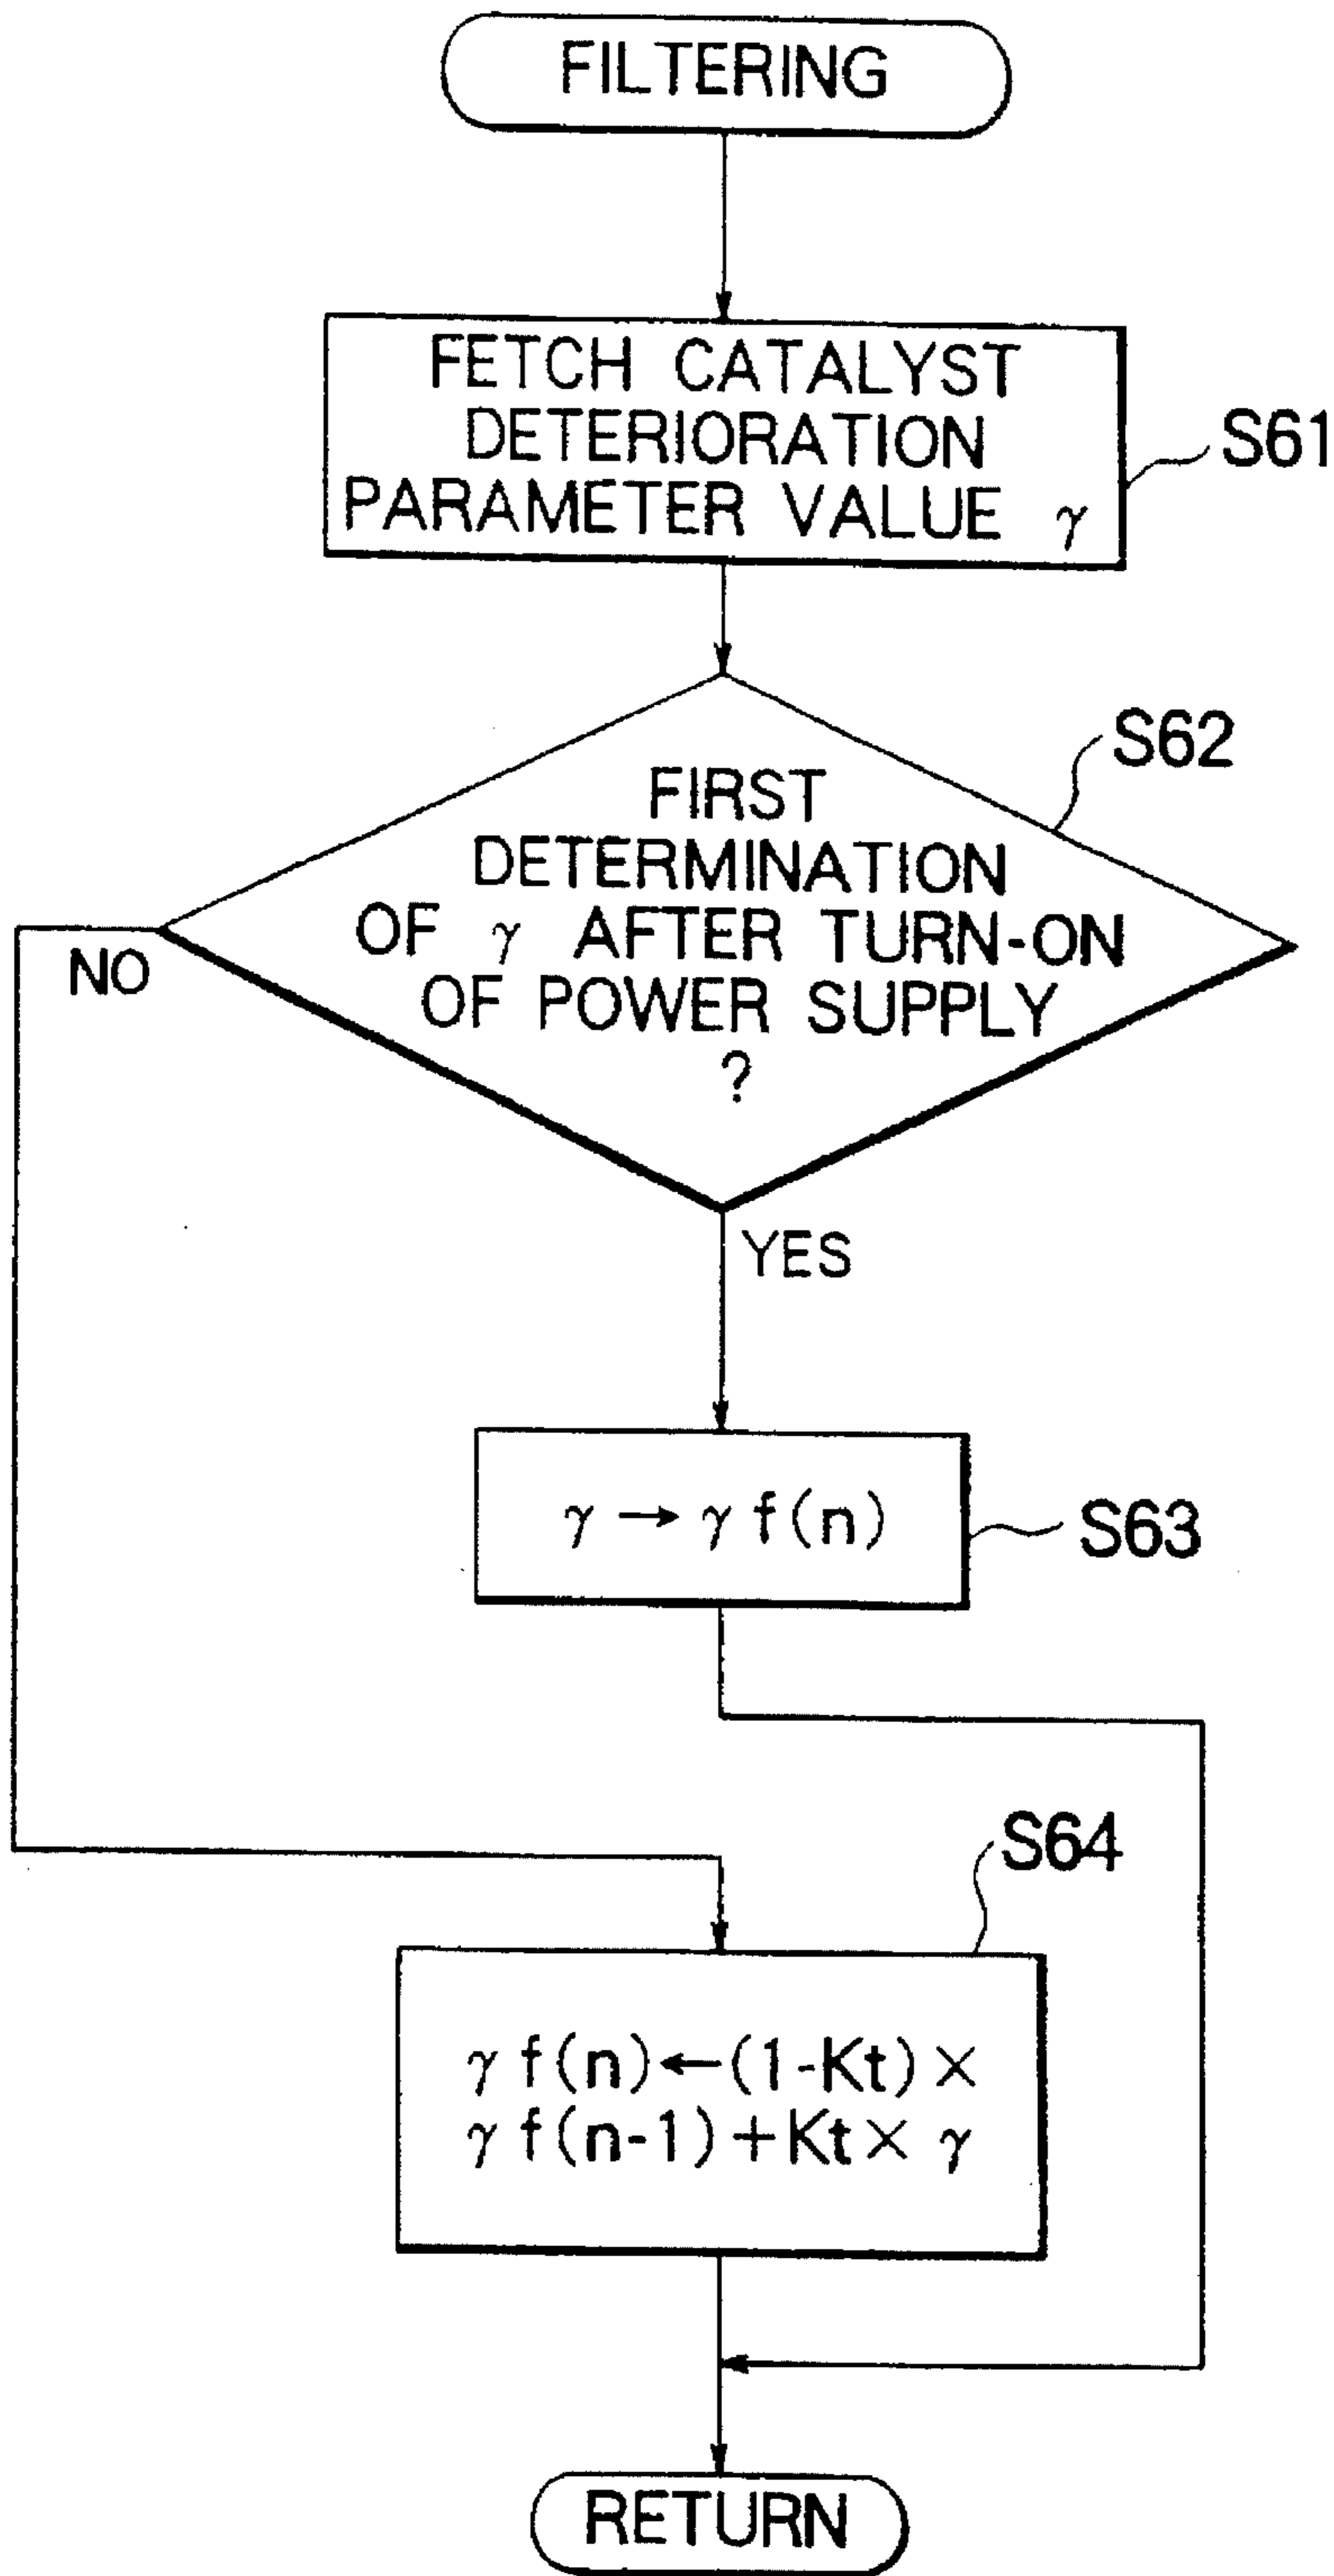 FILTERING
FETCH CATALYST
DETERIORATION
PARAMETER VALUE γ
S61
S62
FIRST
DETERMINATION
OF γ AFTER TURN-ON
OF POWER SUPPLY
?
NO
YES
γ → γ f(n)
S63
S64
γ f(n)←(1-Kt)×
γ f(n-1)+Kt× γ
RETURN